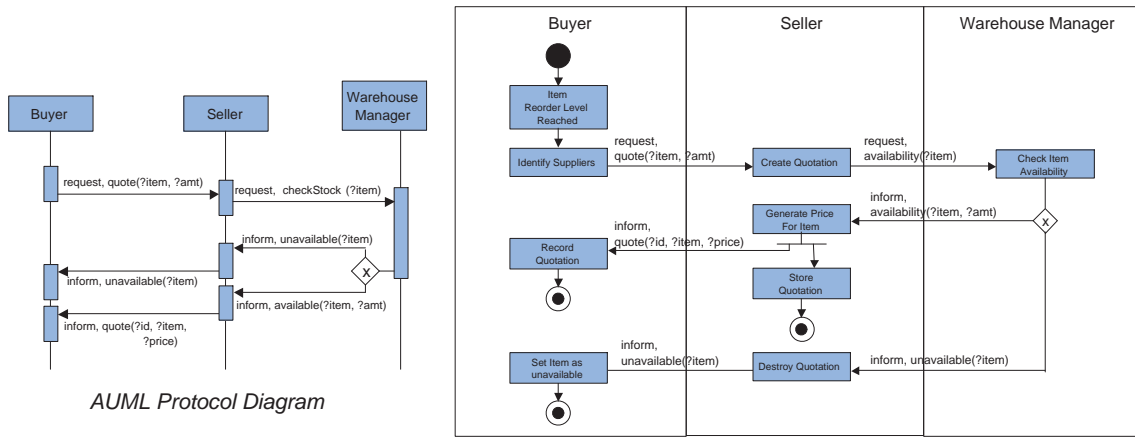 Buyer
Seller
Warehouse
Manager
request, quote(?item, ?amt)
request, checkStock (?item)
inform, unavailable(?item)
x
inform, unavailable(?item)
inform, available(?item, ?amt)
inform, quote(?id, ?item,
?price)
AUML Protocol Diagram
Buyer
Seller
Warehouse Manager
Item
Reorder Level
Reached
Identify Suppliers
request,
quote(?item, ?amt)
Create Quotation
request,
availability(?item)
Check Item
Availability
x
inform,
availability(?item, ?amt)
Generate Price
For Item
inform,
quote(?id, ?item, ?price)
Record
Quotation
Store
Quotation
inform, unavailable(?item)
Destroy Quotation
inform,
unavailable(?item)
Set Item as
unavailable